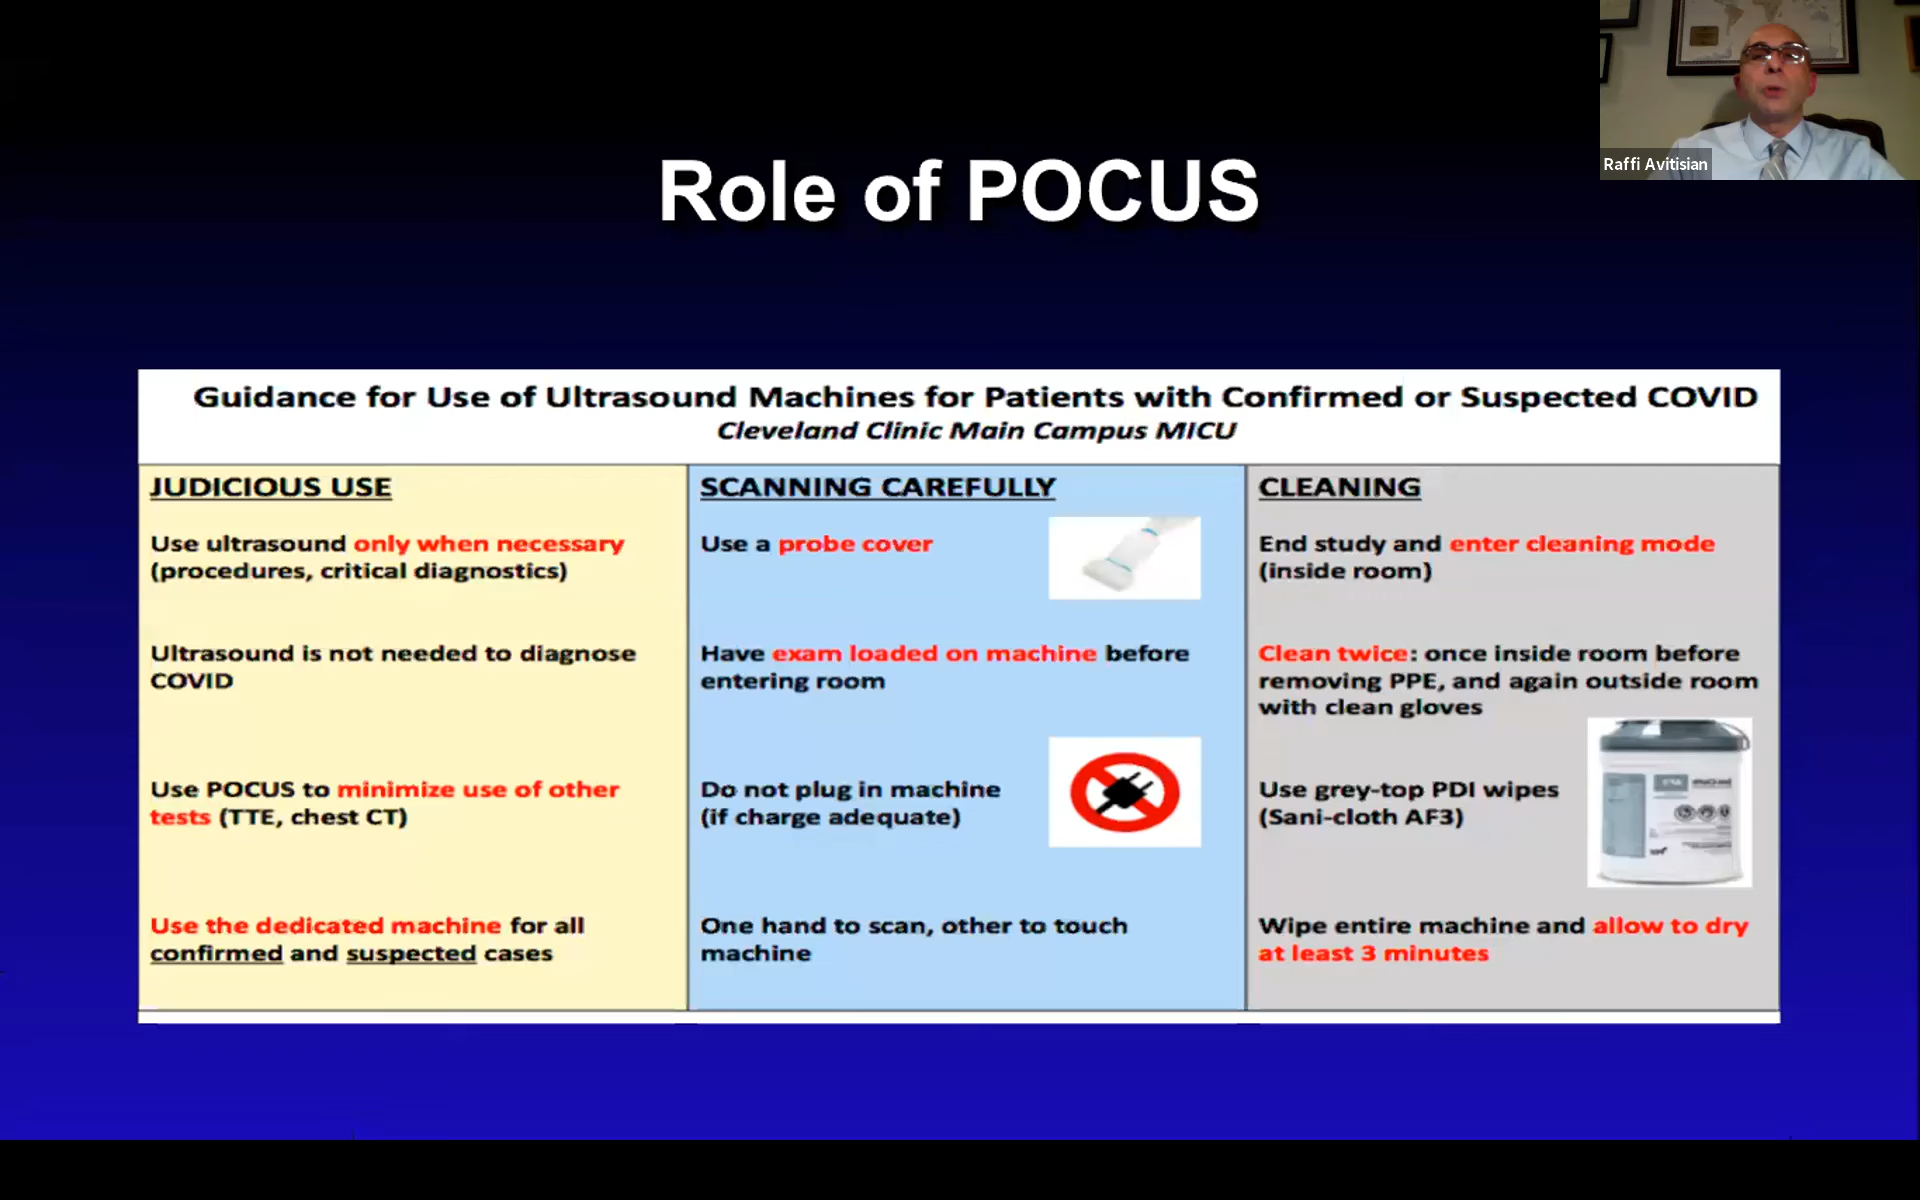 Raffi Avitisian
Role of POCUS
Guidance for Use of Ultrasound Machines for Patients with Confirmed or Suspected COVID
Cleveland Clinic Main Campus MICU
JUDICIOUS USE
Use ultrasound only when necessary
(procedures, critical diagnostics)
Ultrasound is not needed to diagnose
COVID
Use POCUS to minimize use of other
tests (TTE, chest CT)
Use the dedicated machine for all
confirmed and suspected cases
SCANNING CAREFULLY
Use a probe cover
Have exam loaded on machine before
entering room
Do not plug in machine
(if charge adequate)
One hand to scan, other to touch
machine
CLEANING
End study and enter cleaning mode
(inside room)
Clean twice: once inside room before
removing PPE, and again outside room
with clean gloves
Use grey-top PDI wipes
(Sani-cloth AF3)
Wipe entire machine and allow to dry
at least 3 minutes